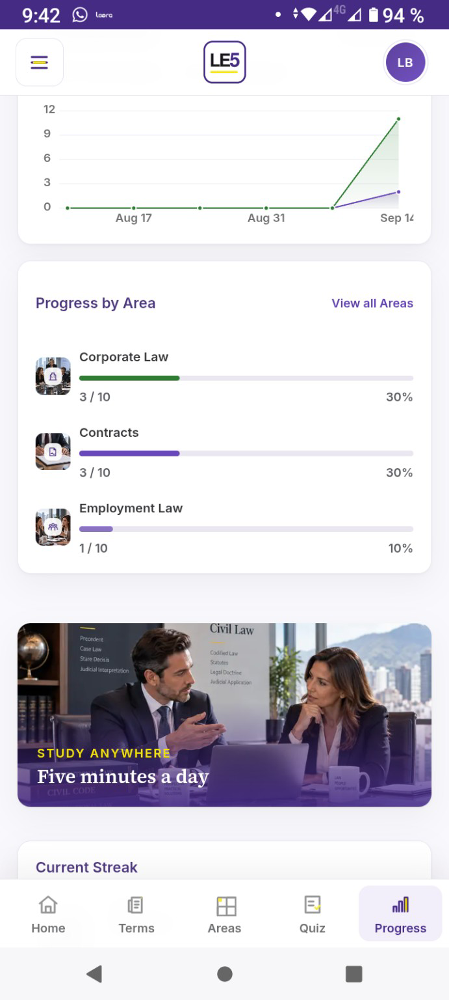 9:42
94 %
4G
LE5
LB
12
9
6
3
0
Aug 17
Aug 31
Sep 14
Progress by Area
View all Areas
Corporate Law
3 / 10
30%
Contracts
3 / 10
30%
Employment Law
1 / 10
10%
Precedent
Case Law
Stare Decisis
Judicial Interpretation
Civil Law
Codified Law
Statutes
Legal Doctrine
Judicial Application
STUDY ANYWHERE
Five minutes a day
CIVIL CODE
Current Streak
Home
Terms
Areas
Quiz
Progress